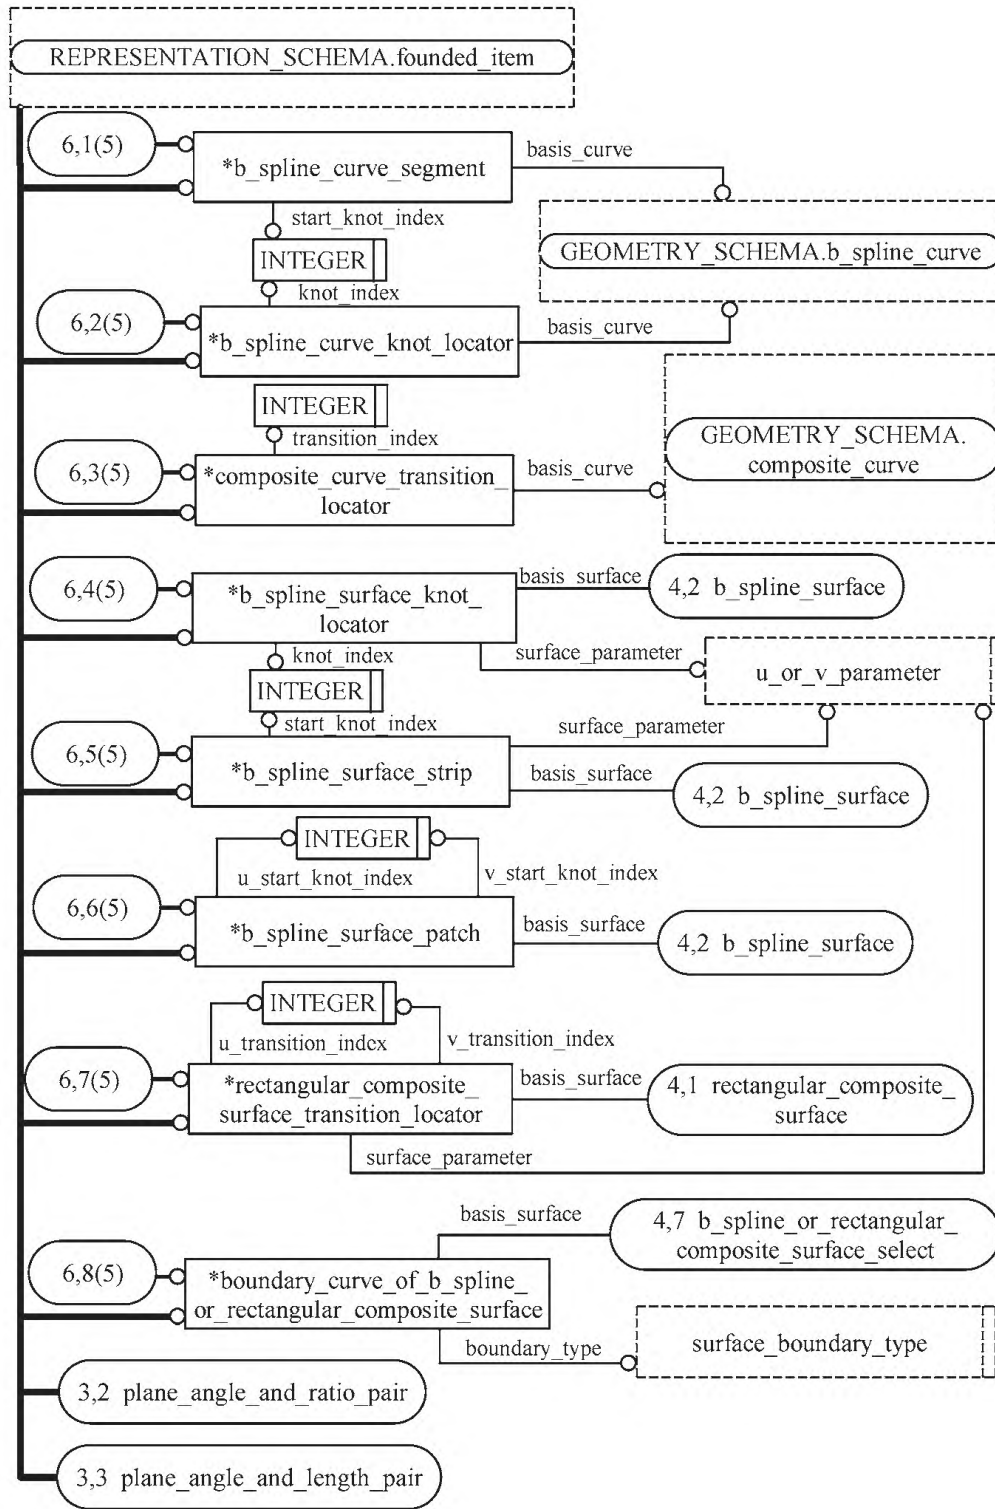 REPRESENTATION_SCHEMA.founded_item
6,1(5)
*b_spline_curve_segment
basis_curve
start_knot_index
INTEGER
GEOMETRY_SCHEMA.b_spline_curve
knot_index
6,2(5)
*b_spline_curve_knot_locator
basis_curve
INTEGER
transition_index
GEOMETRY_SCHEMA.
composite_curve
6,3(5)
*composite_curve_transition_
locator
basis_curve
6,4(5)
*b_spline_surface_knot_
locator
basis_surface
4,2 b_spline_surface
knot_index
surface_parameter
u_or_v_parameter
INTEGER
start_knot_index
surface_parameter
6,5(5)
*b_spline_surface_strip
basis_surface
4,2 b_spline_surface
INTEGER
u_start_knot_index
v_start_knot_index
6,6(5)
*b_spline_surface_patch
basis_surface
4,2 b_spline_surface
INTEGER
u_transition_index
v_transition_index
6,7(5)
*rectangular_composite_
surface_transition_locator
basis_surface
4,1 rectangular_composite_
surface
surface_parameter
basis_surface
4,7 b_spline_or_rectangular_
composite_surface_select
6,8(5)
*boundary_curve_of_b_spline_
or_rectangular_composite_surface
boundary_type
surface_boundary_type
3,2 plane_angle_and_ratio_pair
3,3 plane_angle_and_length_pair